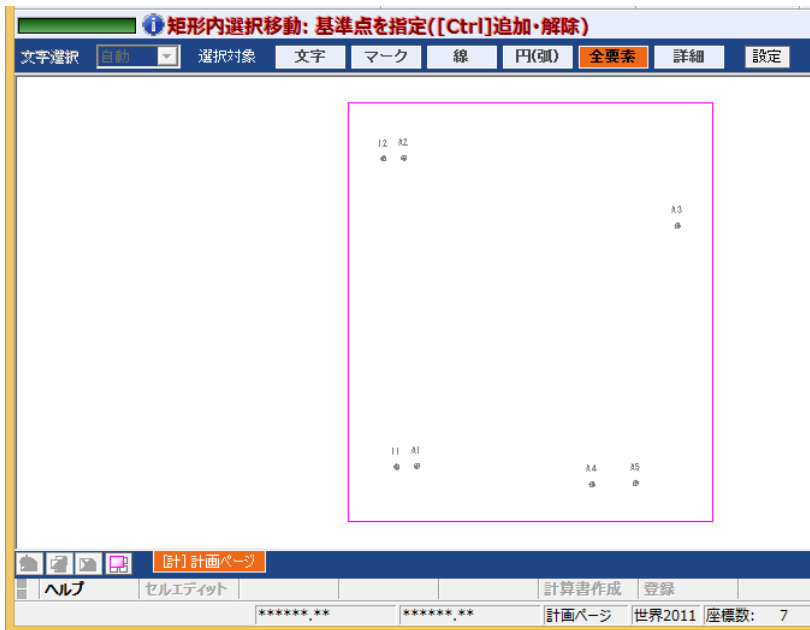 矩形内選択移動: 基準点を指定([Ctrl]追加・解除)
文字選択 自動 選択対象 文字 マーク 線 円(弧) 全要素 詳細 設定
I2 A2
A3
I1 A1
A4 A5
[計] 計画ページ
ヘルプ セルエディット 計算書作成 登録
******.** ******.** 計画ページ 世界2011 座標数: 7